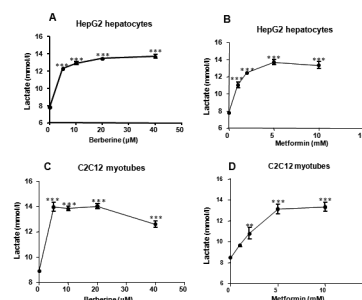 A
HepG2 hepatocytes
Lactate (mmol/l)
16
14
12
10
8
6
***
***
***
***
0 10 20 30 40 50
Berberine (µM)
B
HepG2 hepatocytes
Lactate (mmol/l)
16
14
12
10
8
6
***
***
***
***
0 5 10
Metformin (mM)
C
C2C12 myotubes
Lactate (mmol/l)
16
14
12
10
8
***
***
***
***
0 10 20 30 40 50
Berberine (µM)
D
C2C12 myotubes
Lactate (mmol/l)
16
14
12
10
8
6
**
***
***
0 5 10
Metformin (mM)